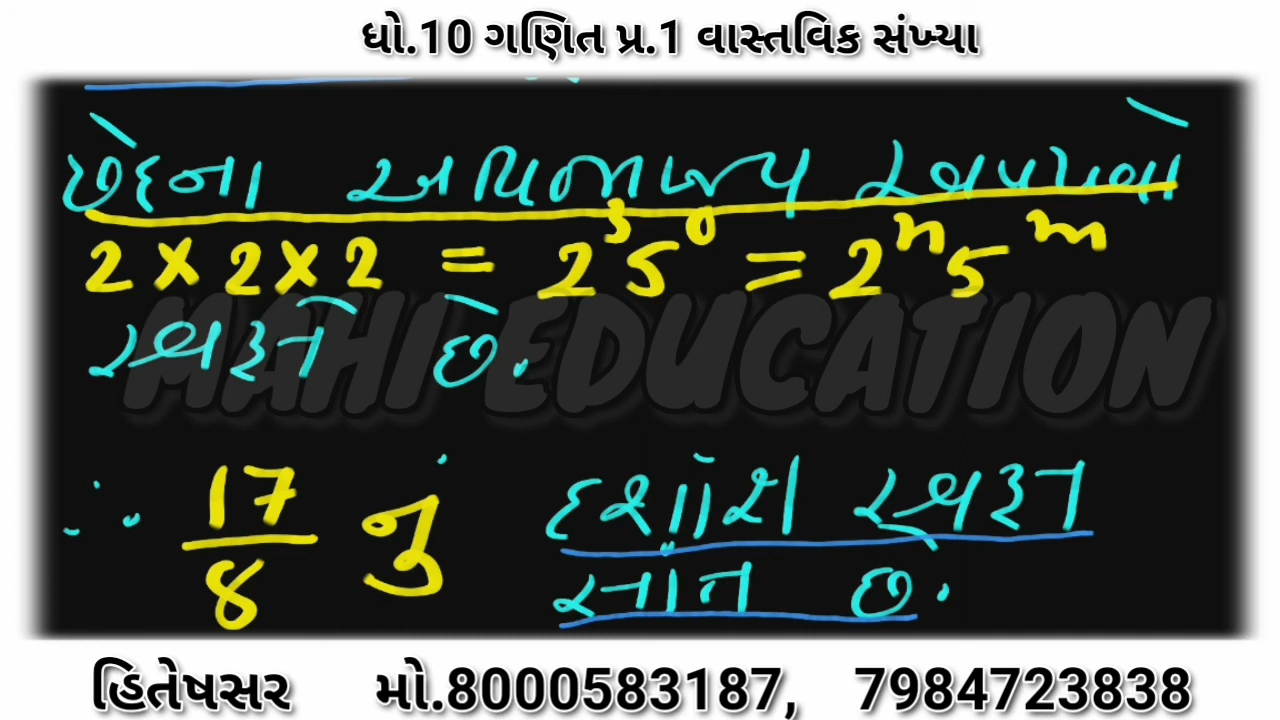 ધો.10 ગણિત પ્ર.1 વાસ્તવિક સંખ્યા
છેદના અવિભાજ્ય અવયવો
2 × 2 × 2 = 2³5⁰ = 2ⁿ5ᵐ
સ્વરૂપે છે.
∴ 17/8 નું દશાંશ સ્વરૂપ
સાંત છે.
MAHI EDUCATION
હિતેષસર મો.8000583187, 7984723838